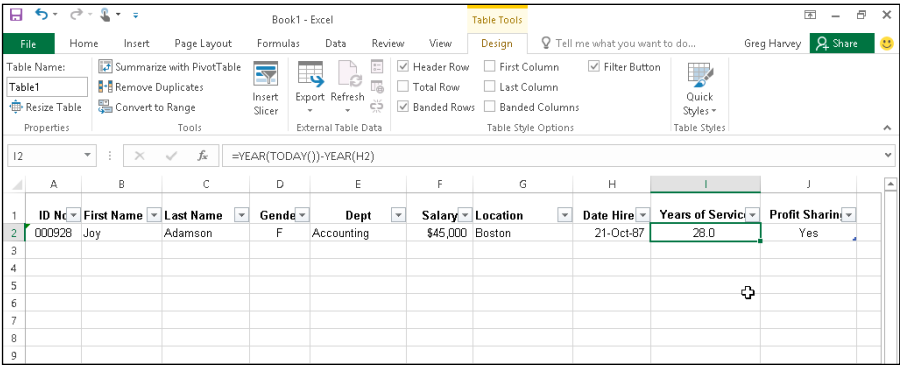 Book1 - Excel
Table Tools
File Home Insert Page Layout Formulas Data Review View Design Tell me what you want to do... Greg Harvey Share
Table Name:
Table1
Resize Table
Properties
Summarize with PivotTable
Remove Duplicates
Convert to Range
Tools
Insert
Slicer
Export Refresh
External Table Data
Header Row First Column Filter Button
Total Row Last Column
Banded Rows Banded Columns
Table Style Options
Quick
Styles
Table Styles
I2 fx =YEAR(TODAY())-YEAR(H2)
A B C D E F G H I J
1 ID No First Name Last Name Gende Dept Salary Location Date Hire Years of Servic Profit Sharin
2 000928 Joy Adamson F Accounting $45,000 Boston 21-Oct-87 28.0 Yes
3
4
5
6
7
8
9